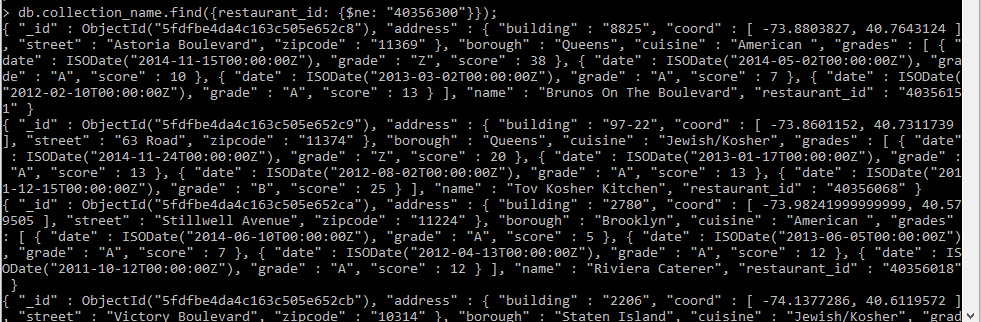 > db.collection_name.find({restaurant_id: {$ne: "40356300"}});
{ "_id" : ObjectId("5fdfbe4da4c163c505e652c8"), "address" : { "building" : "8825", "coord" : [ -73.8803827, 40.7643124 ]
, "street" : "Astoria Boulevard", "zipcode" : "11369" }, "borough" : "Queens", "cuisine" : "American ", "grades" : [ { "
date" : ISODate("2014-11-15T00:00:00Z"), "grade" : "Z", "score" : 38 }, { "date" : ISODate("2014-05-02T00:00:00Z"), "gra
de" : "A", "score" : 10 }, { "date" : ISODate("2013-03-02T00:00:00Z"), "grade" : "A", "score" : 7 }, { "date" : ISODate(
"2012-02-10T00:00:00Z"), "grade" : "A", "score" : 13 } ], "name" : "Brunos On The Boulevard", "restaurant_id" : "4035615
1" }
{ "_id" : ObjectId("5fdfbe4da4c163c505e652c9"), "address" : { "building" : "97-22", "coord" : [ -73.8601152, 40.7311739
], "street" : "63 Road", "zipcode" : "11374" }, "borough" : "Queens", "cuisine" : "Jewish/Kosher", "grades" : [ { "date"
 : ISODate("2014-11-24T00:00:00Z"), "grade" : "Z", "score" : 20 }, { "date" : ISODate("2013-01-17T00:00:00Z"), "grade" :
 "A", "score" : 13 }, { "date" : ISODate("2012-08-02T00:00:00Z"), "grade" : "A", "score" : 13 }, { "date" : ISODate("201
1-12-15T00:00:00Z"), "grade" : "B", "score" : 25 } ], "name" : "Tov Kosher Kitchen", "restaurant_id" : "40356068" }
{ "_id" : ObjectId("5fdfbe4da4c163c505e652ca"), "address" : { "building" : "2780", "coord" : [ -73.98241999999999, 40.57
9505 ], "street" : "Stillwell Avenue", "zipcode" : "11224" }, "borough" : "Brooklyn", "cuisine" : "American ", "grades"
: [ { "date" : ISODate("2014-06-10T00:00:00Z"), "grade" : "A", "score" : 5 }, { "date" : ISODate("2013-06-05T00:00:00Z")
, "grade" : "A", "score" : 7 }, { "date" : ISODate("2012-04-13T00:00:00Z"), "grade" : "A", "score" : 12 }, { "date" : IS
ODate("2011-10-12T00:00:00Z"), "grade" : "A", "score" : 12 } ], "name" : "Riviera Caterer", "restaurant_id" : "40356018"
 }
{ "_id" : ObjectId("5fdfbe4da4c163c505e652cb"), "address" : { "building" : "2206", "coord" : [ -74.1377286, 40.6119572 ]
, "street" : "Victory Boulevard", "zipcode" : "10314" }, "borough" : "Staten Island", "cuisine" : "Jewish/Kosher", "grad